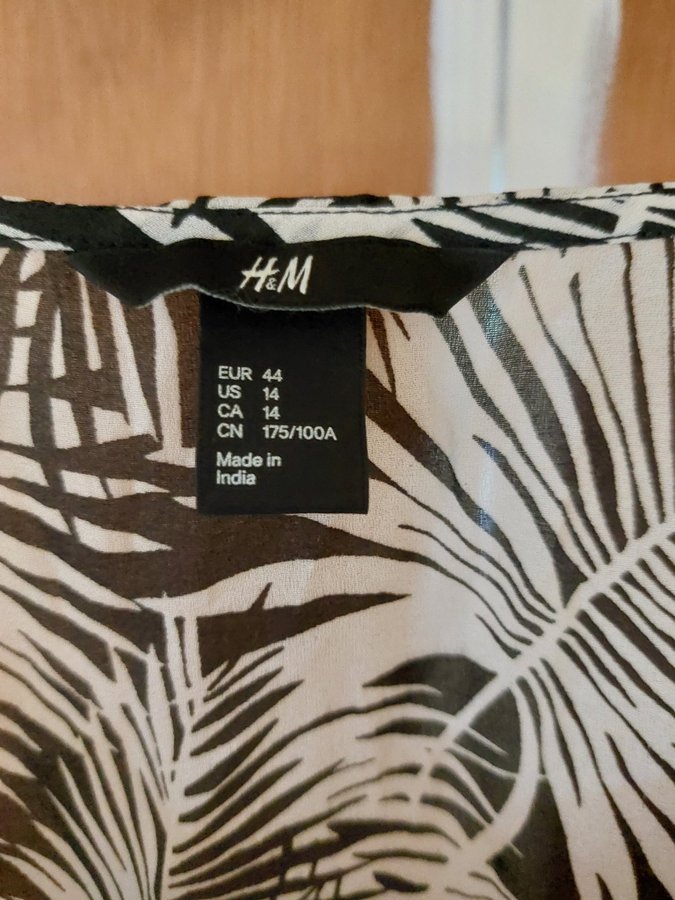 H&M
EUR 44
US 14
CA 14
CN 175/100A
Made in
India